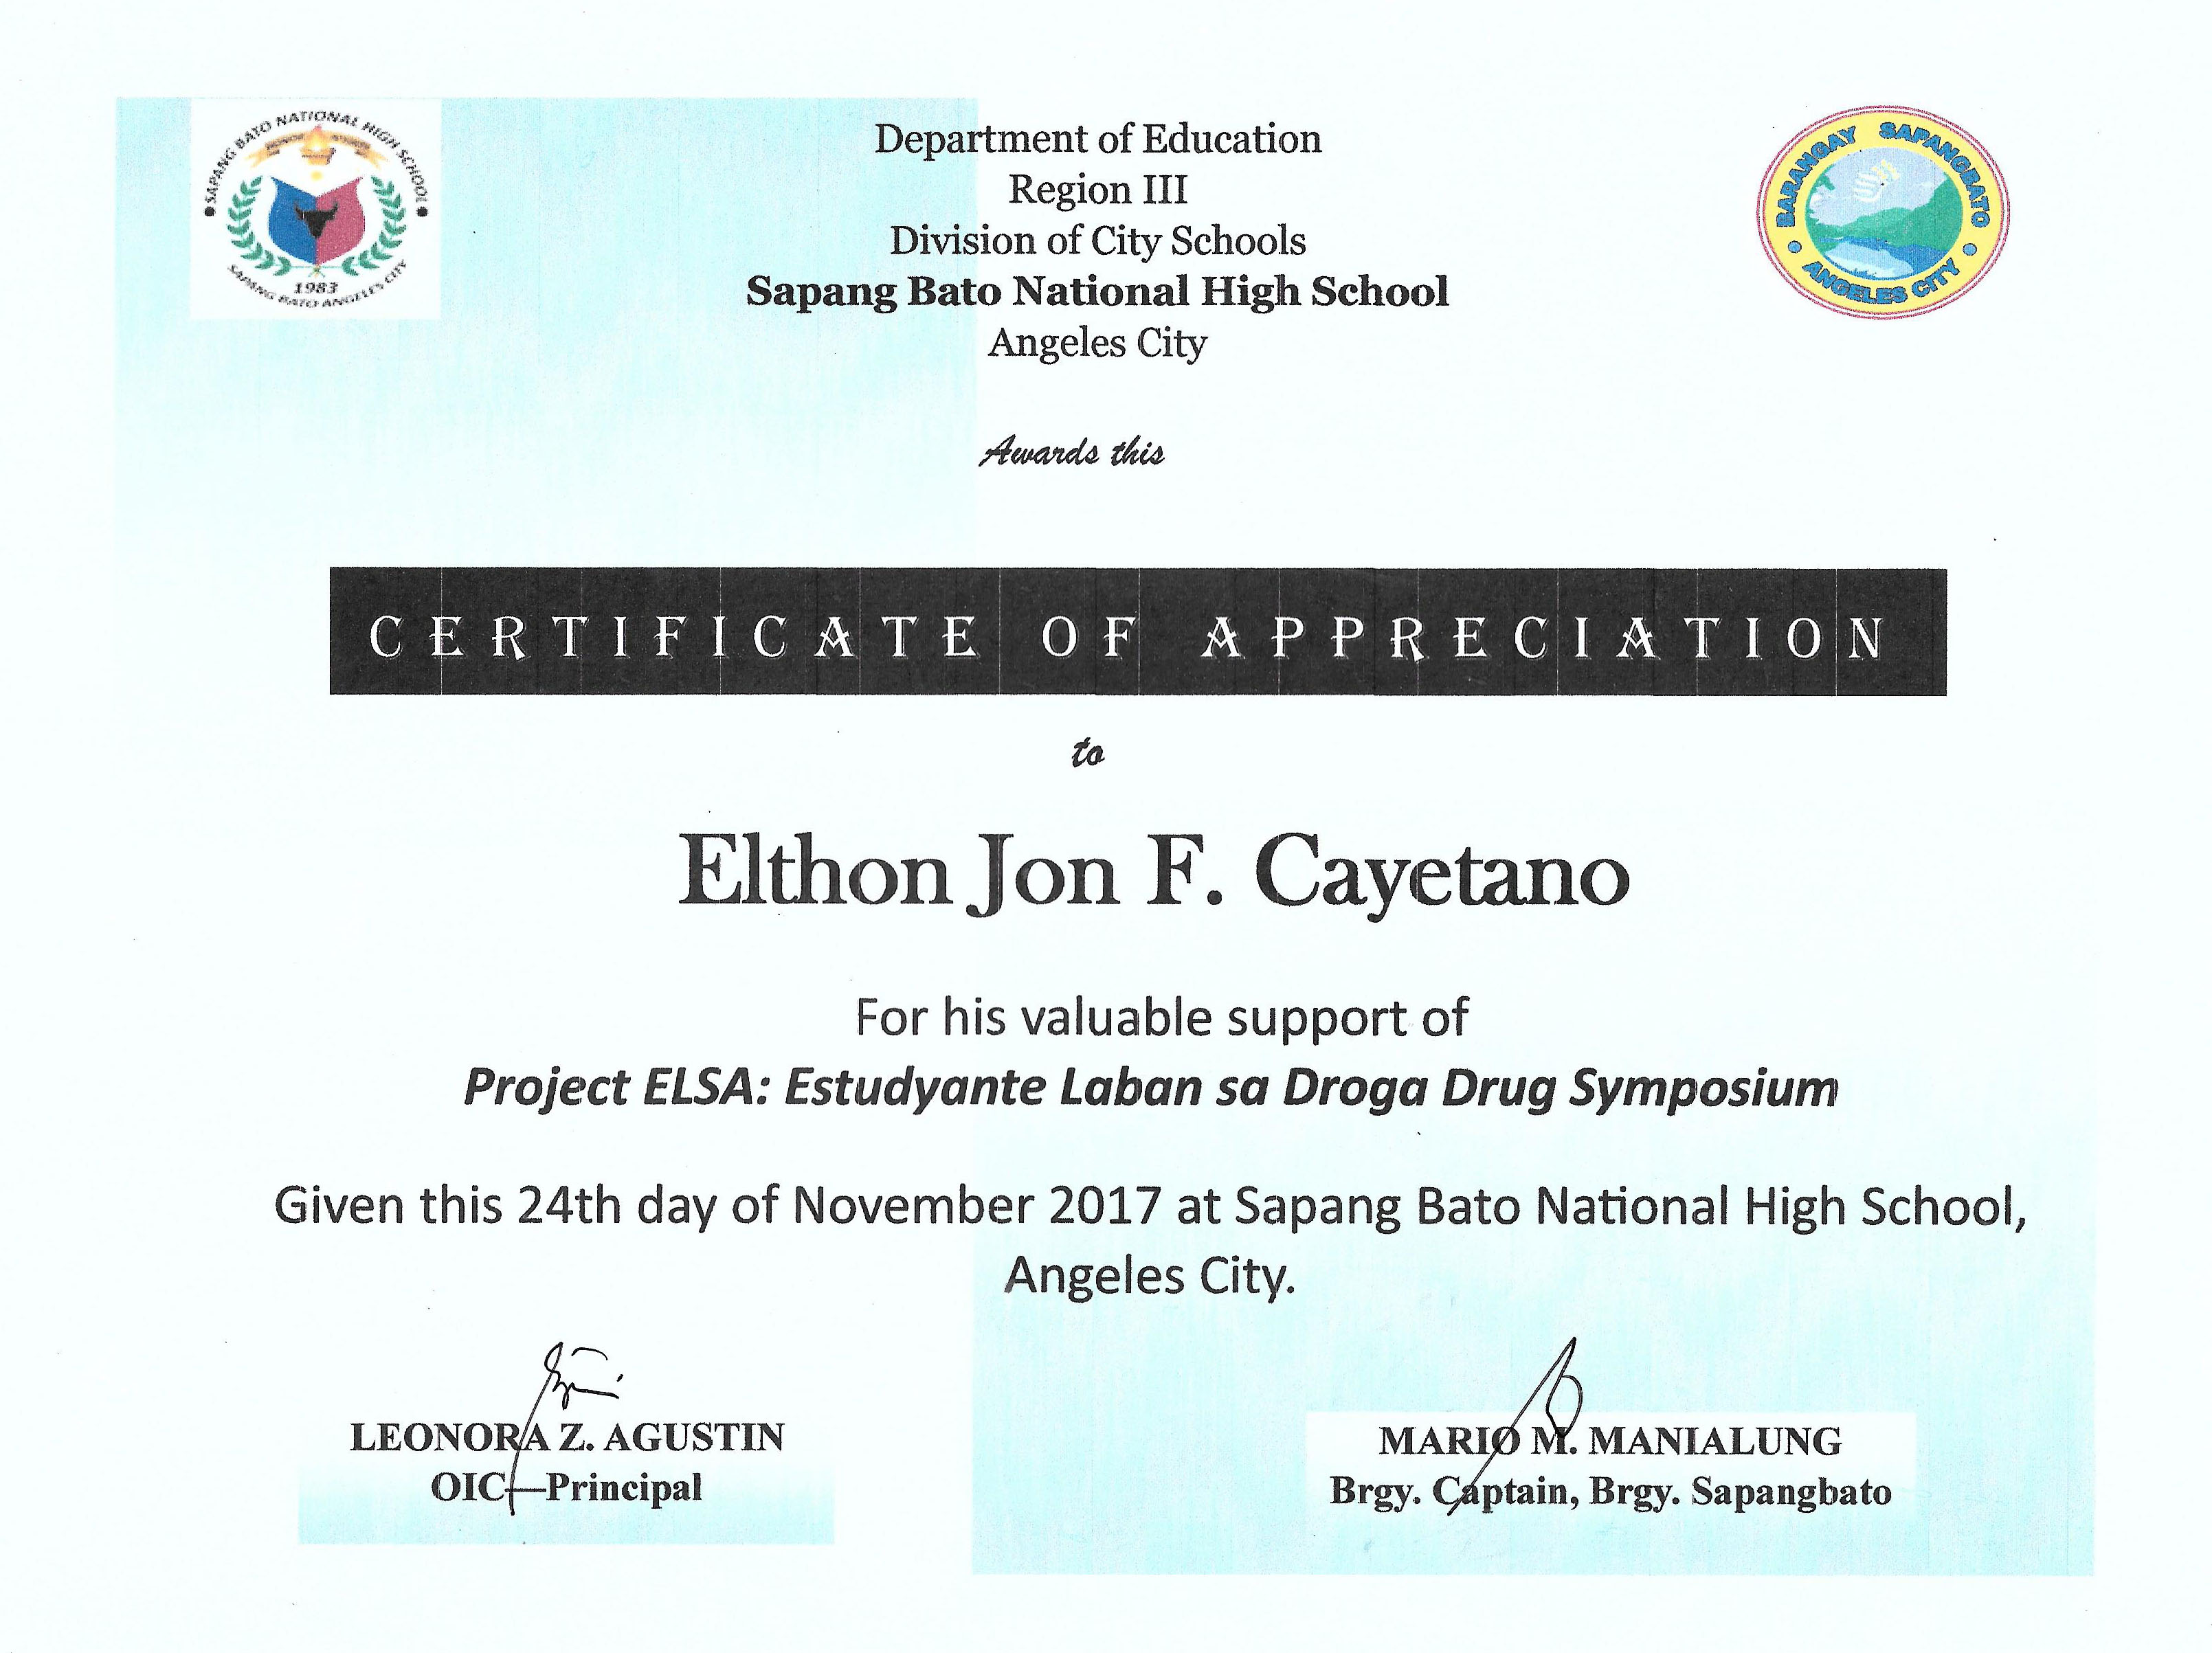 SAPANG BATO NATIONAL HIGH SCHOOL
1983
SAPANG BATO ANGELES CITY
Department of Education
Region III
Division of City Schools
Sapang Bato National High School
Angeles City
BARANGAY SAPANGBATO
ANGELES CITY
Awards this
CERTIFICATE OF APPRECIATION
to
Elthon Jon F. Cayetano
For his valuable support of
Project ELSA: Estudyante Laban sa Droga Drug Symposium
Given this 24th day of November 2017 at Sapang Bato National High School,
Angeles City.
LEONORA Z. AGUSTIN
OIC—Principal
MARIO M. MANIALUNG
Brgy. Captain, Brgy. Sapangbato